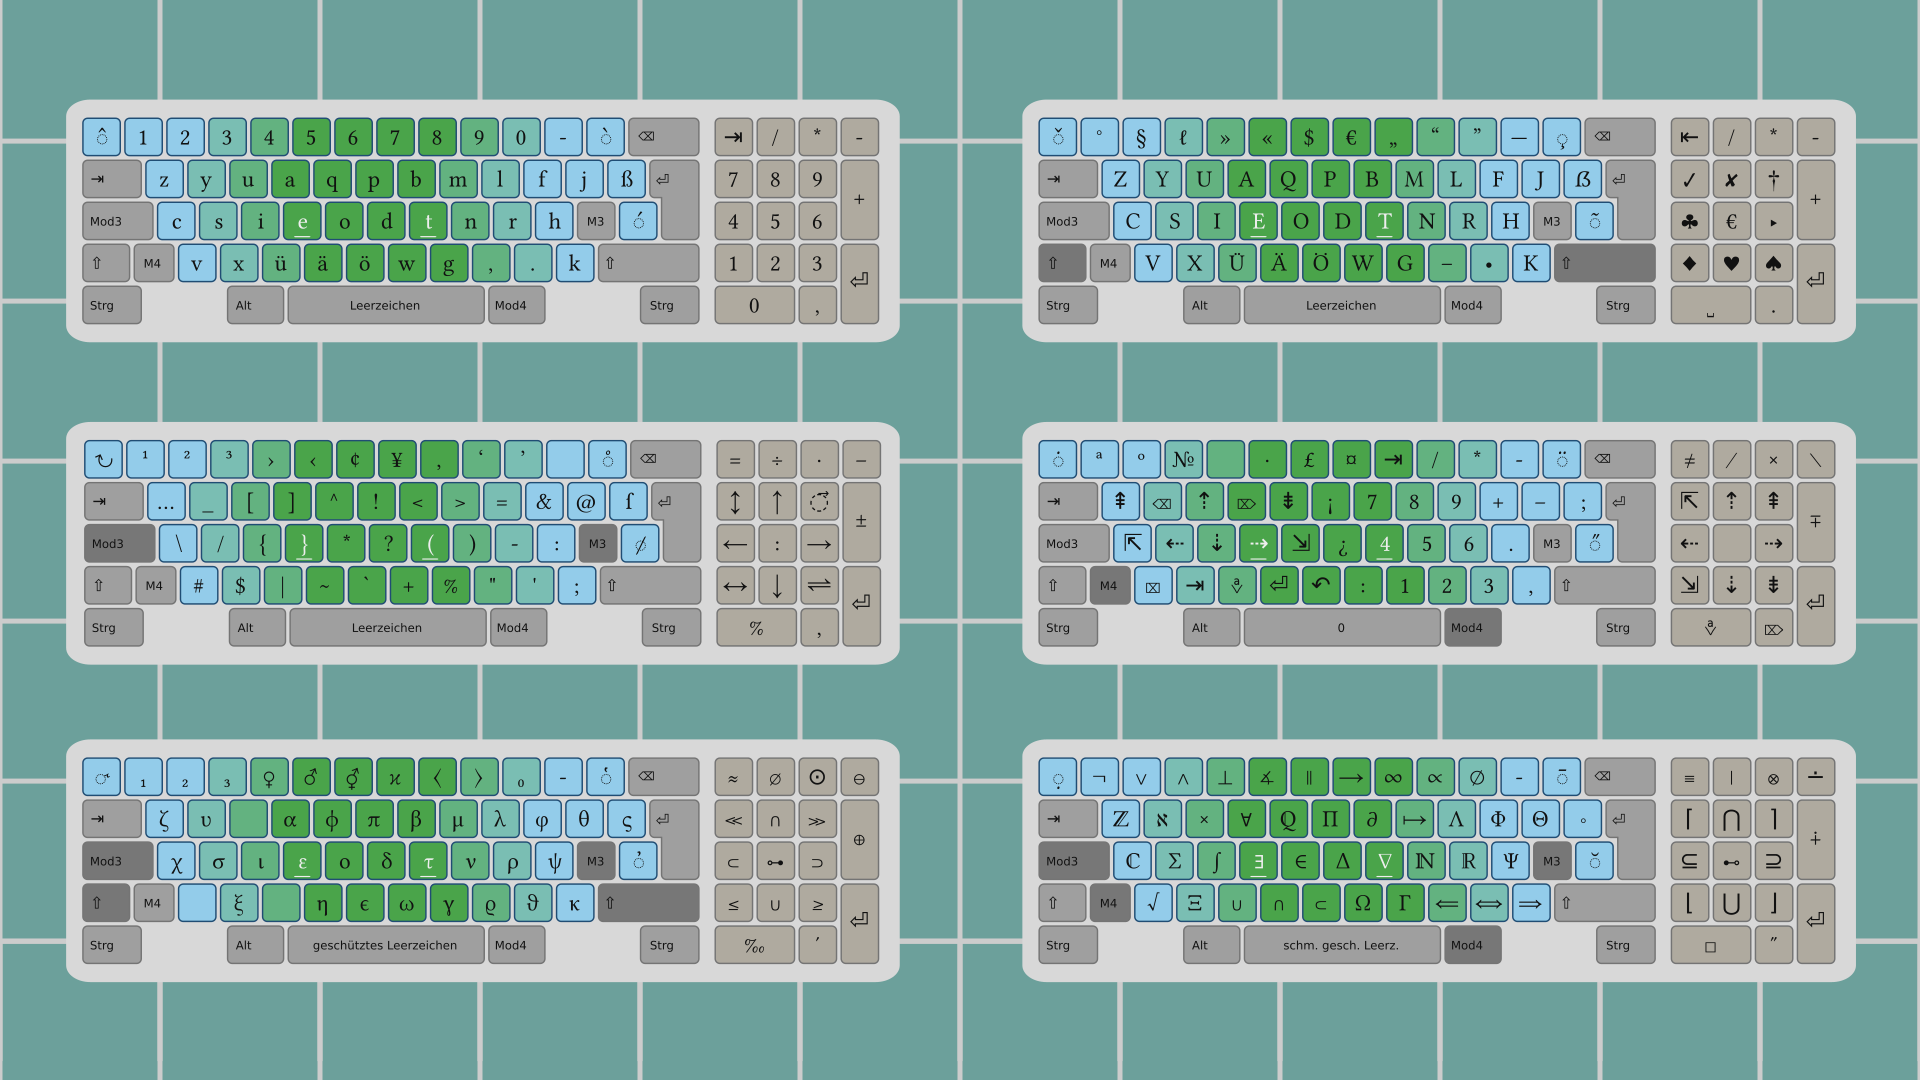 ◌̂ 1 2 3 4 5 6 7 8 9 0 - ◌̀ ⌫ ⇥ / * -
⇥ z y u a q p b m l f j ß ⏎ 7 8 9 +
Mod3 c s i e o d t n r h M3 ◌́ 4 5 6
⇧ M4 v x ü ä ö w g , . k ⇧ 1 2 3 ⏎
Strg Alt Leerzeichen Mod4 Strg 0 ,
◌̌ ° § ℓ » « $ € „ “ ” — ◌̧ ⌫ ⇤ / * -
⇥ Z Y U A Q P B M L F J ẞ ⏎ ✓ ✘ † +
Mod3 C S I E O D T N R H M3 ◌̃ ♣ € ‣
⇧ M4 V X Ü Ä Ö W G – • K ⇧ ♦ ♥ ♠ ⏎
Strg Alt Leerzeichen Mod4 Strg ␣ .
↻ ¹ ² ³ › ‹ ¢ ¥ ‚ ‘ ’ ◌̊ ⌫ = ÷ · −
⇥ … _ [ ] ^ ! < > = & @ ſ ⏎ ↕ ↑ ±
Mod3 \ / { } * ? ( ) - : M3 ◌̷ ← : →
⇧ M4 # $ | ~ ` + % " ' ; ⇧ ↔ ↓ ⇌ ⏎
Strg Alt Leerzeichen Mod4 Strg % ,
◌̇ ª º № · £ ¤ ⇥ / * - ◌̈ ⌫ ≠ ∕ × ∖
⇥ ⇞ ⌫ ⇡ ⌦ ⇟ ¡ 7 8 9 + − ; ⏎ ⇱ ⇡ ⇞ ∓
Mod3 ⇱ ⇠ ⇣ ⇢ ⇲ ¿ 4 5 6 . M3 ◌̋ ⇠ ⇢
⇧ M4 ⌧ ⇥ ⎀ ⏎ ↶ : 1 2 3 , ⇧ ⇲ ⇣ ⇟ ⏎
Strg Alt 0 Mod4 Strg ⎀ ⌦
◌˞ ₁ ₂ ₃ ♀ ♂ ⚥ ϰ ⟨ ⟩ ₀ - ◌̔ ⌫ ≈ ⌀ ⊙ ⊖
⇥ ζ υ α ϕ π β μ λ φ θ ς ⏎ ≪ ∩ ≫ ⊕
Mod3 χ σ ι ε ο δ τ ν ρ ψ M3 ◌̓ ⊂ ⊶ ⊃
⇧ M4 ξ η ϵ ω γ ϱ ϑ κ ⇧ ≤ ∪ ≥ ⏎
Strg Alt geschütztes Leerzeichen Mod4 Strg ‰ ′
◌̣ ¬ ∨ ∧ ⊥ ∡ ∥ → ∞ ∝ ∅ - ◌̄ ⌫ ≡ ∣ ⊗ ∸
⇥ ℤ ℵ × ∀ Q Π ∂ ↦ Λ Φ Θ ∘ ⏎ ⌈ ⋂ ⌉ ∔
Mod3 ℂ Σ ∫ ∃ ∈ Δ ∇ ℕ ℝ Ψ M3 ◌̆ ⊆ ⊷ ⊇
⇧ M4 √ Ξ ∪ ∩ ⊂ Ω Γ ⇐ ⇔ ⇒ ⇧ ⌊ ⋃ ⌋ ⏎
Strg Alt schm. gesch. Leerz. Mod4 Strg □ ″